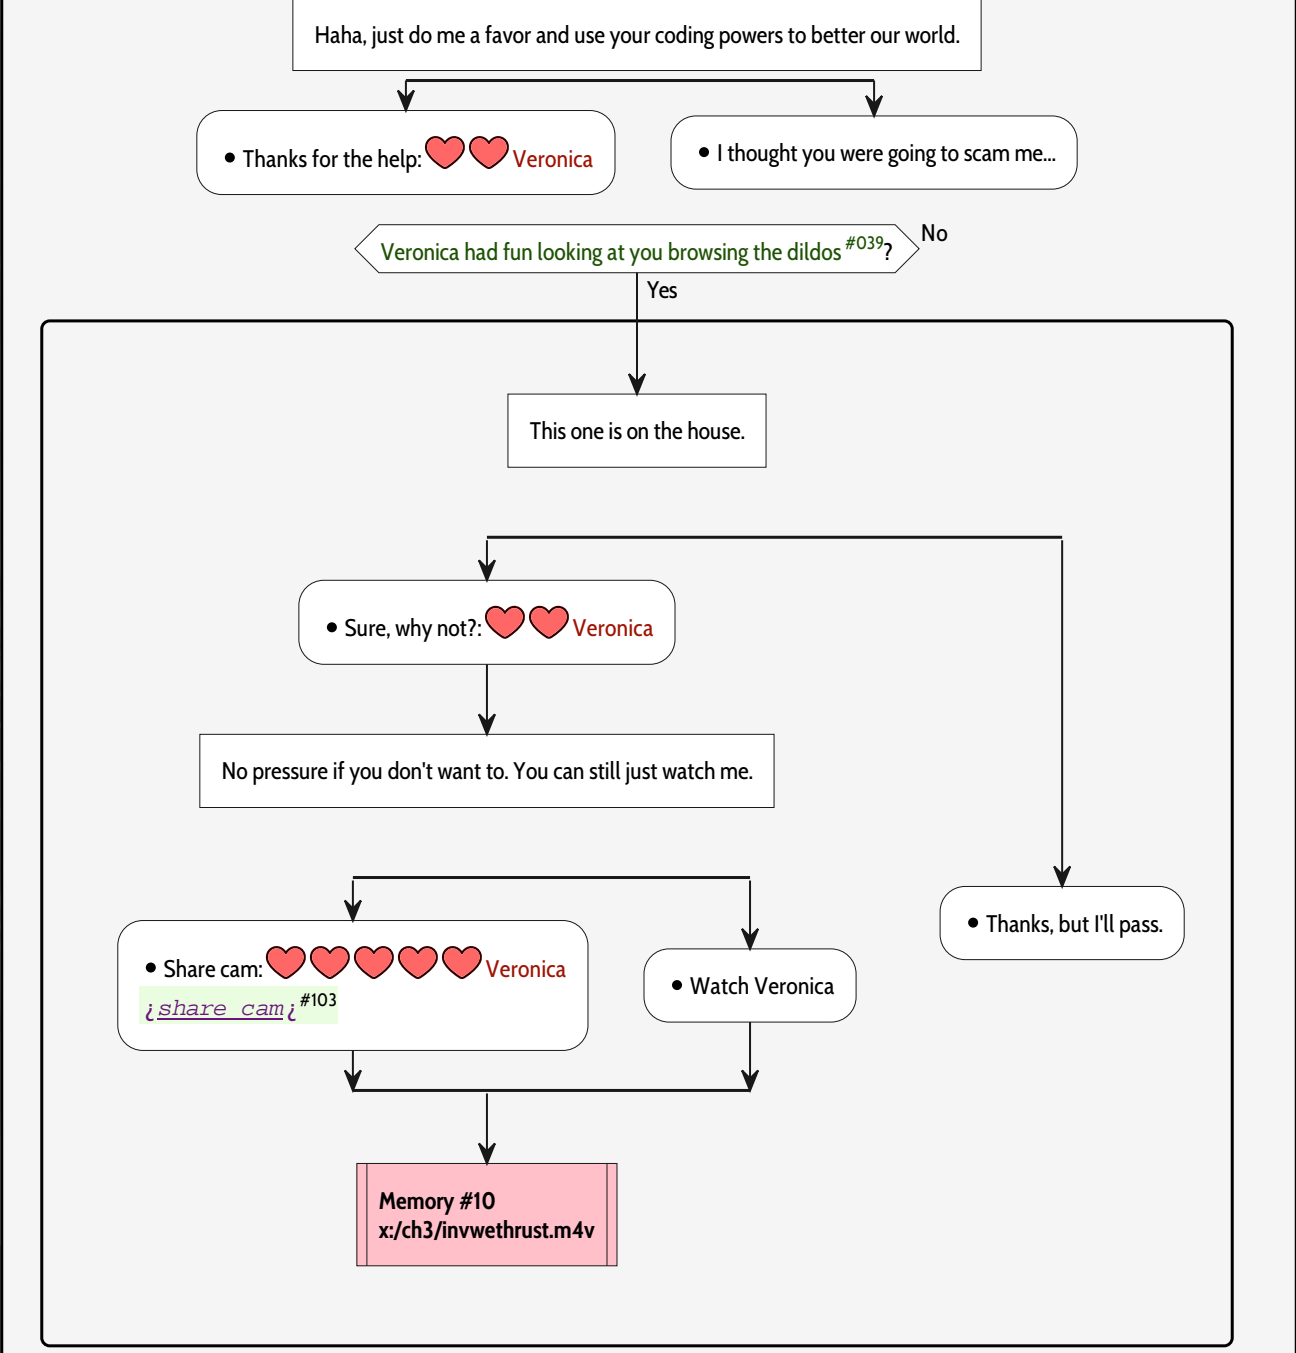 Haha, just do me a favor and use your coding powers to better our world.
• Thanks for the help: Veronica
• I thought you were going to scam me...
Veronica had fun looking at you browsing the dildos #039?
No
Yes
This one is on the house.
• Sure, why not?: Veronica
No pressure if you don't want to. You can still just watch me.
• Thanks, but I'll pass.
• Share cam: Veronica
¿share cam¿ #103
• Watch Veronica
Memory #10
x:/ch3/invwethrust.m4v